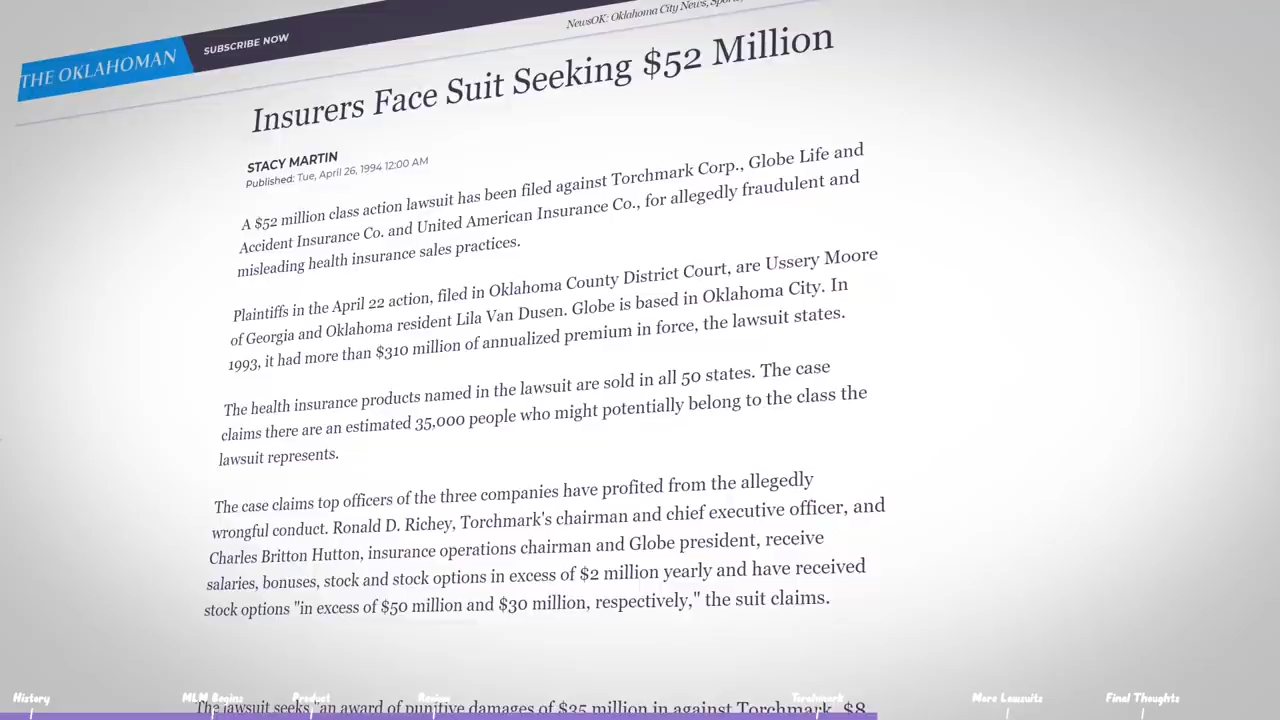 THE OKLAHOMAN
SUBSCRIBE NOW
NewsOK: Oklahoma City News,
Insurers Face Suit Seeking $52 Million
STACY MARTIN
Published: Tue, April 26, 1994 12:00 AM
A $52 million class action lawsuit has been filed against Torchmark Corp., Globe Life and
Accident Insurance Co. and United American Insurance Co., for allegedly fraudulent and
misleading health insurance sales practices.
Plaintiffs in the April 22 action, filed in Oklahoma County District Court, are Ussery Moore
of Georgia and Oklahoma resident Lila Van Dusen. Globe is based in Oklahoma City. In
1993, it had more than $310 million of annualized premium in force, the lawsuit states.
The health insurance products named in the lawsuit are sold in all 50 states. The case
claims there are an estimated 35,000 people who might potentially belong to the class the
lawsuit represents.
The case claims top officers of the three companies have profited from the allegedly
wrongful conduct. Ronald D. Richey, Torchmark's chairman and chief executive officer, and
Charles Britton Hutton, insurance operations chairman and Globe president, receive
salaries, bonuses, stock and stock options in excess of $2 million yearly and have received
stock options "in excess of $50 million and $30 million, respectively," the suit claims.
The lawsuit seeks an award of punitive damages of $25 million in against Torchmark, $8
History
MLM Begins
Product
Review
Torchmark
More Lawsuits
Final Thoughts